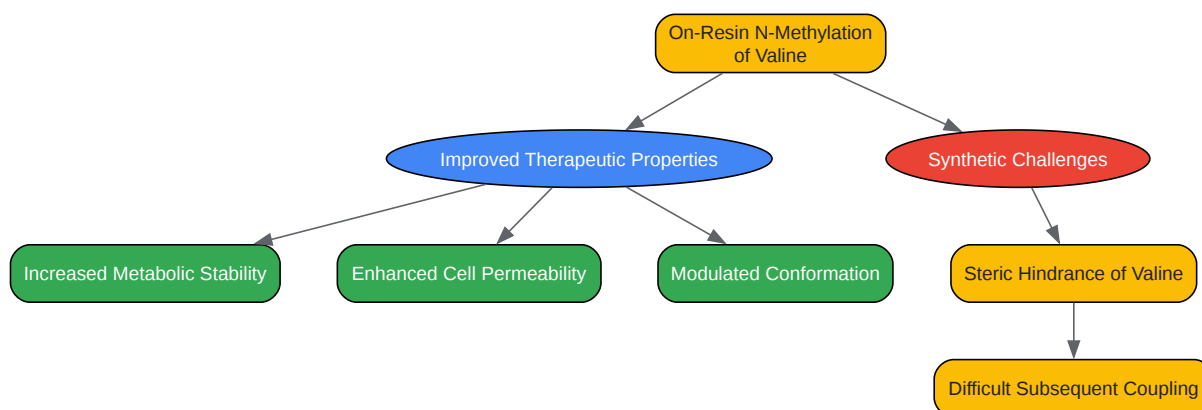 On-Resin N-Methylation
of Valine
Improved Therapeutic Properties
Synthetic Challenges
Increased Metabolic Stability
Enhanced Cell Permeability
Modulated Conformation
Steric Hindrance of Valine
Difficult Subsequent Coupling